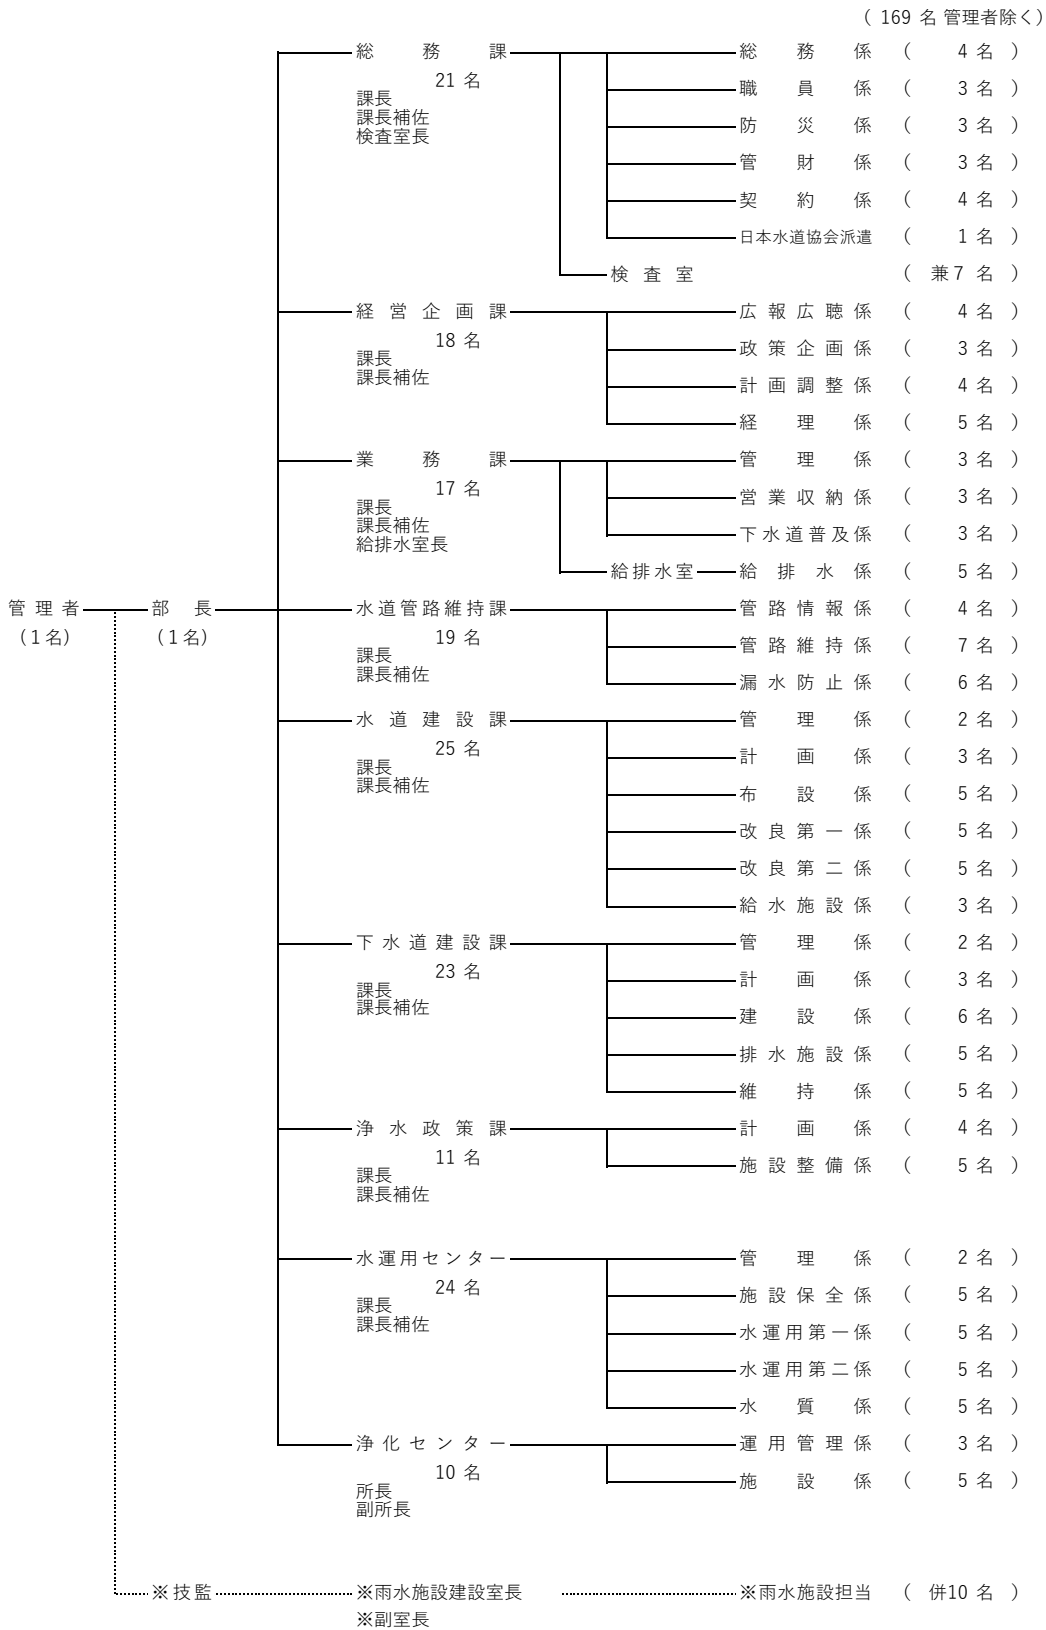 （ 169 名 管理者除く）
総務課 総務係 （ 4 名 ）
21 名
課長 職員係 （ 3 名 ）
課長補佐 防災係 （ 3 名 ）
検査室長
管財係 （ 3 名 ）
契約係 （ 4 名 ）
日本水道協会派遣 （ 1 名 ）
検査室 （ 兼７ 名 ）
経営企画課 広報広聴係 （ 4 名 ）
18 名
課長 政策企画係 （ 3 名 ）
課長補佐 計画調整係 （ 4 名 ）
経理係 （ 5 名 ）
業務課 管理係 （ 3 名 ）
17 名
課長 営業収納係 （ 3 名 ）
課長補佐 下水道普及係 （ 3 名 ）
給排水室長
給排水室 給排水係 （ 5 名 ）
管理者 部長 水道管路維持課 管路情報係 （ 4 名 ）
（１名） （１名） 19 名
課長 管路維持係 （ 7 名 ）
課長補佐 漏水防止係 （ 6 名 ）
水道建設課 管理係 （ 2 名 ）
25 名
課長 計画係 （ 3 名 ）
課長補佐 布設係 （ 5 名 ）
改良第一係 （ 5 名 ）
改良第二係 （ 5 名 ）
給水施設係 （ 3 名 ）
下水道建設課 管理係 （ 2 名 ）
23 名
課長 計画係 （ 3 名 ）
課長補佐 建設係 （ 6 名 ）
排水施設係 （ 5 名 ）
維持係 （ 5 名 ）
浄水政策課 計画係 （ 4 名 ）
11 名
課長 施設整備係 （ 5 名 ）
課長補佐
水運用センター 管理係 （ 2 名 ）
24 名
課長 施設保全係 （ 5 名 ）
課長補佐 水運用第一係 （ 5 名 ）
水運用第二係 （ 5 名 ）
水質係 （ 5 名 ）
浄化センター 運用管理係 （ 3 名 ）
10 名
所長 施設係 （ 5 名 ）
副所長
※技監 ※雨水施設建設室長 ※雨水施設担当 （ 併10 名 ）
※副室長